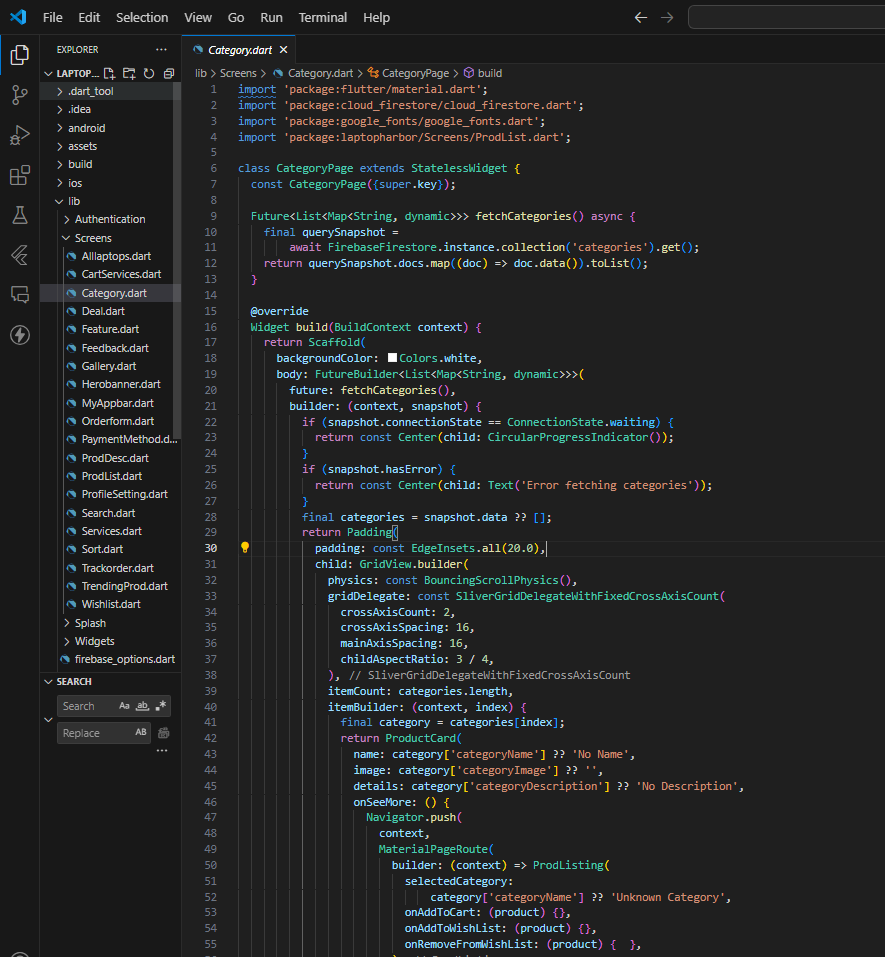 File Edit Selection View Go Run Terminal Help
EXPLORER
LAPTOP...
.dart_tool
.idea
android
assets
build
ios
lib
Authentication
Screens
Alllaptops.dart
CartServices.dart
Category.dart
Deal.dart
Feature.dart
Feedback.dart
Gallery.dart
Herobanner.dart
MyAppbar.dart
Orderform.dart
PaymentMethod.d...
ProdDesc.dart
ProdList.dart
ProfileSetting.dart
Search.dart
Services.dart
Sort.dart
Trackorder.dart
TrendingProd.dart
Wishlist.dart
Splash
Widgets
firebase_options.dart
SEARCH
Search Aa ab .*
Replace AB
Category.dart
lib > Screens > Category.dart > CategoryPage > build
1 import 'package:flutter/material.dart';
2 import 'package:cloud_firestore/cloud_firestore.dart';
3 import 'package:google_fonts/google_fonts.dart';
4 import 'package:laptopharbor/Screens/ProdList.dart';
5
6 class CategoryPage extends StatelessWidget {
7   const CategoryPage({super.key});
8
9   Future<List<Map<String, dynamic>>> fetchCategories() async {
10     final querySnapshot =
11         await FirebaseFirestore.instance.collection('categories').get();
12     return querySnapshot.docs.map((doc) => doc.data()).toList();
13   }
14
15   @override
16   Widget build(BuildContext context) {
17     return Scaffold(
18       backgroundColor: Colors.white,
19       body: FutureBuilder<List<Map<String, dynamic>>>(
20         future: fetchCategories(),
21         builder: (context, snapshot) {
22           if (snapshot.connectionState == ConnectionState.waiting) {
23             return const Center(child: CircularProgressIndicator());
24           }
25           if (snapshot.hasError) {
26             return const Center(child: Text('Error fetching categories'));
27           }
28           final categories = snapshot.data ?? [];
29           return Padding(
30             padding: const EdgeInsets.all(20.0),
31             child: GridView.builder(
32               physics: const BouncingScrollPhysics(),
33               gridDelegate: const SliverGridDelegateWithFixedCrossAxisCount(
34                 crossAxisCount: 2,
35                 crossAxisSpacing: 16,
36                 mainAxisSpacing: 16,
37                 childAspectRatio: 3 / 4,
38               ), // SliverGridDelegateWithFixedCrossAxisCount
39               itemCount: categories.length,
40               itemBuilder: (context, index) {
41                 final category = categories[index];
42                 return ProductCard(
43                   name: category['categoryName'] ?? 'No Name',
44                   image: category['categoryImage'] ?? '',
45                   details: category['categoryDescription'] ?? 'No Description',
46                   onSeeMore: () {
47                     Navigator.push(
48                       context,
49                       MaterialPageRoute(
50                         builder: (context) => ProdListing(
51                           selectedCategory:
52                               category['categoryName'] ?? 'Unknown Category',
53                           onAddToCart: (product) {},
54                           onAddToWishList: (product) {},
55                           onRemoveFromWishList: (product) {  },